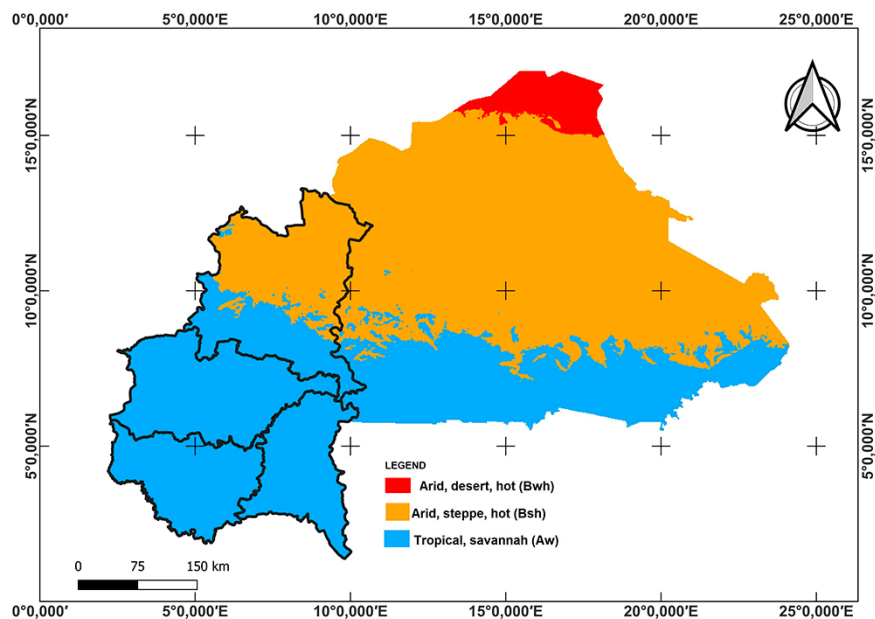 0°0,000′ 5°0,000′E 10°0,000′E 15°0,000′E 20°0,000′E 25°0,000′E
15°0,000′N 15°0,000′N
10°0,000′N 10°0,000′N
5°0,000′N 5°0,000′N
LEGEND
Arid, desert, hot (Bwh)
Arid, steppe, hot (Bsh)
Tropical, savannah (Aw)
0 75 150 km
0°0,000′ 5°0,000′E 10°0,000′E 15°0,000′E 20°0,000′E 25°0,000′E